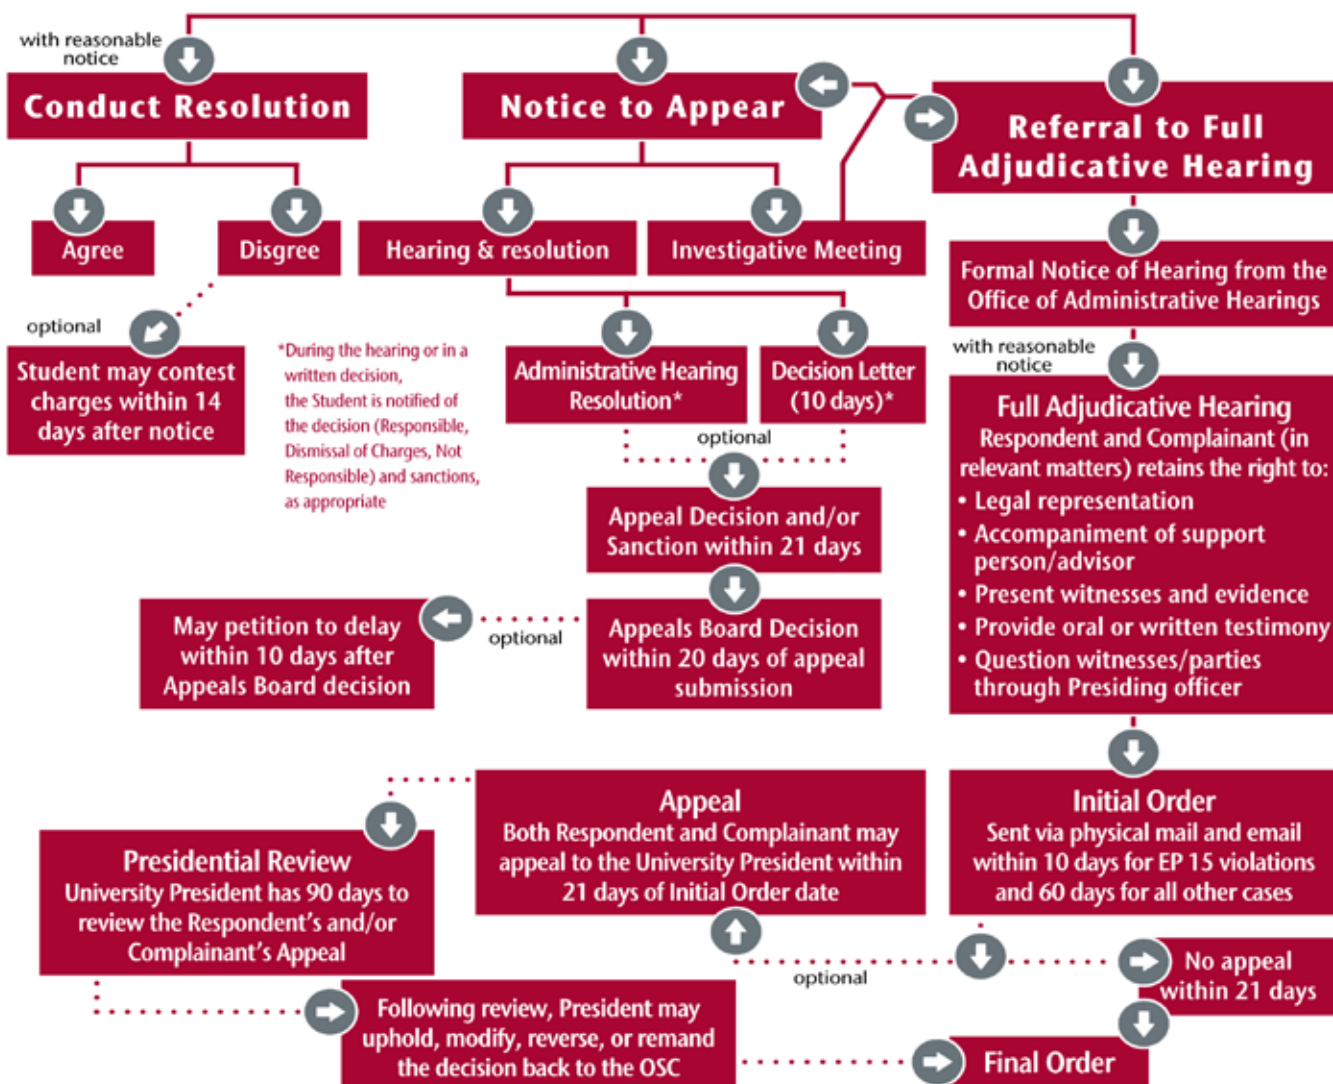 with reasonable
notice
Conduct Resolution
Notice to Appear
Referral to Full
Adjudicative Hearing
Agree
Disgree
Hearing & resolution
Investigative Meeting
Formal Notice of Hearing from the
Office of Administrative Hearings
optional
Student may contest
charges within 14
days after notice
*During the hearing or in a
written decision,
the Student is notified of
the decision (Responsible,
Dismissal of Charges, Not
Responsible) and sanctions,
as appropriate
Administrative Hearing
Resolution*
Decision Letter
(10 days)*
optional
Appeal Decision and/or
Sanction within 21 days
Appeals Board Decision
within 20 days of appeal
submission
optional
May petition to delay
within 10 days after
Appeals Board decision
with reasonable
notice
Full Adjudicative Hearing
Respondent and Complainant (in
relevant matters) retains the right to:
• Legal representation
• Accompaniment of support
person/advisor
• Present witnesses and evidence
• Provide oral or written testimony
• Question witnesses/parties
through Presiding officer
Initial Order
Sent via physical mail and email
within 10 days for EP 15 violations
and 60 days for all other cases
Appeal
Both Respondent and Complainant may
appeal to the University President within
21 days of Initial Order date
optional
Presidential Review
University President has 90 days to
review the Respondent's and/or
Complainant's Appeal
Following review, President may
uphold, modify, reverse, or remand
the decision back to the OSC
No appeal
within 21 days
Final Order